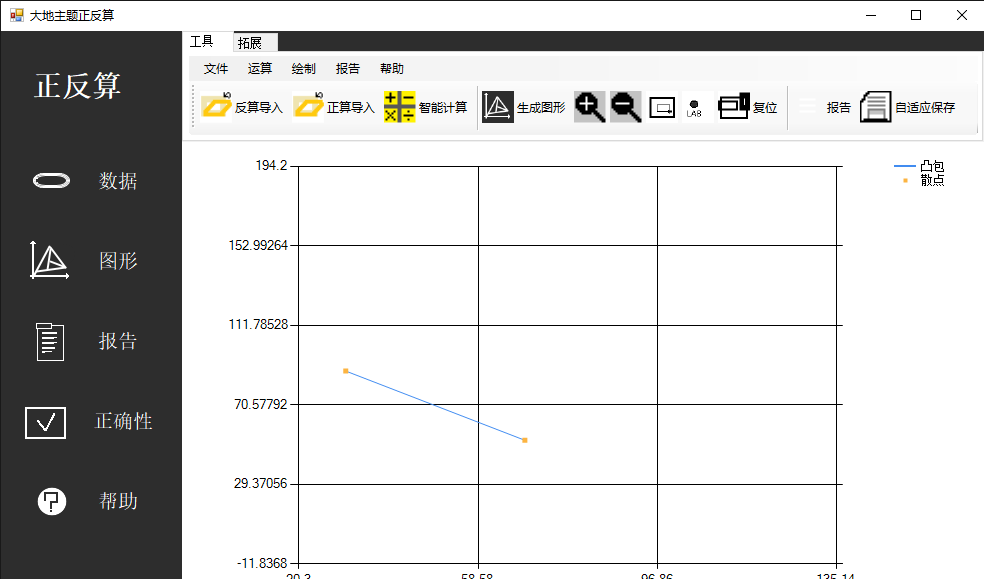 大地主题正反算
正反算
数据
图形
报告
正确性
帮助
工具 拓展
文件 运算 绘制 报告 帮助
反算导入 正算导入 智能计算 生成图形 LAB 复位 报告 自适应保存
194.2
152.99264
111.78528
70.57792
29.37056
-11.8368
20.3 58.58 96.86 135.14
凸包
散点